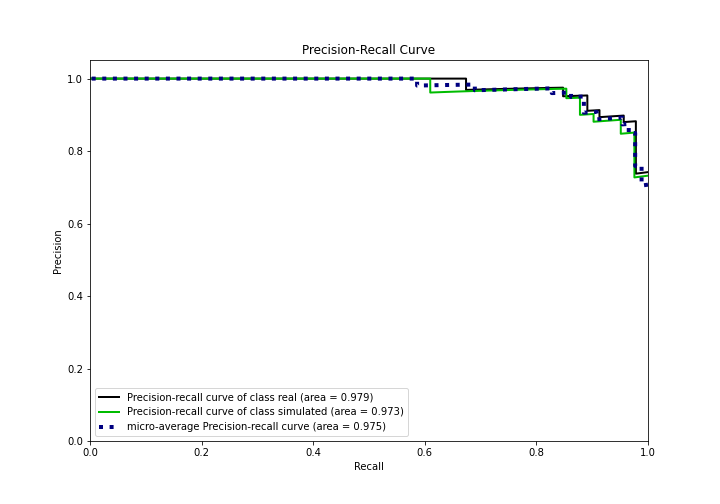 Precision-Recall Curve
1.0
0.8
0.6
0.4
0.2
0.0
Precision
Precision-recall curve of class real (area = 0.979)
Precision-recall curve of class simulated (area = 0.973)
micro-average Precision-recall curve (area = 0.975)
0.0 0.2 0.4 0.6 0.8 1.0
Recall